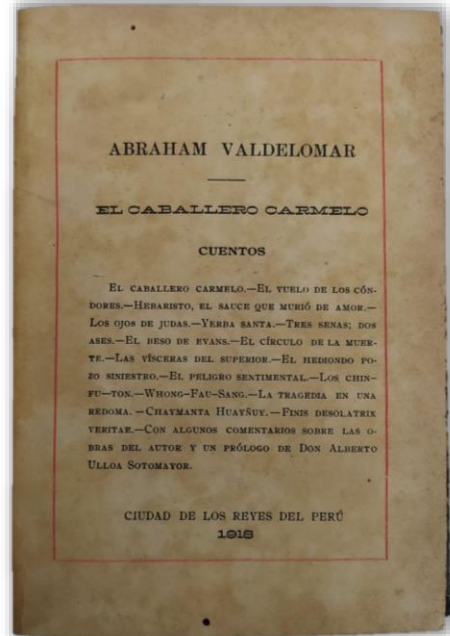 ABRAHAM VALDELOMAR
EL CABALLERO CARMELO
CUENTOS
EL CABALLERO CARMELO.—EL VUELO DE LOS CÓN-
DORES.—HEBARISTO, EL SAUCE QUE MURIÓ DE AMOR.—
LOS OJOS DE JUDAS.—YERBA SANTA.—TRES SENAS; DOS
ASES.—EL BESO DE EVANS.—EL CÍRCULO DE LA MUER-
TE.—LAS VÍSCERAS DEL SUPERIOR.—EL HEDIONDO PO-
ZO SINIESTRO.—EL PELIGRO SENTIMENTAL.—LOS CHIN-
FU—TON.—WHONG—FAU—SANG.—LA TRAGEDIA EN UNA
REDOMA.—CHAYMANTA HUAYÑUY.—FINIS DESOLATRIX
VERITAE.—CON ALGUNOS COMENTARIOS SOBRE LAS O-
BRAS DEL AUTOR Y UN PRÓLOGO DE DON ALBERTO
ULLOA SOTOMAYOR.
CIUDAD DE LOS REYES DEL PERÚ
1918